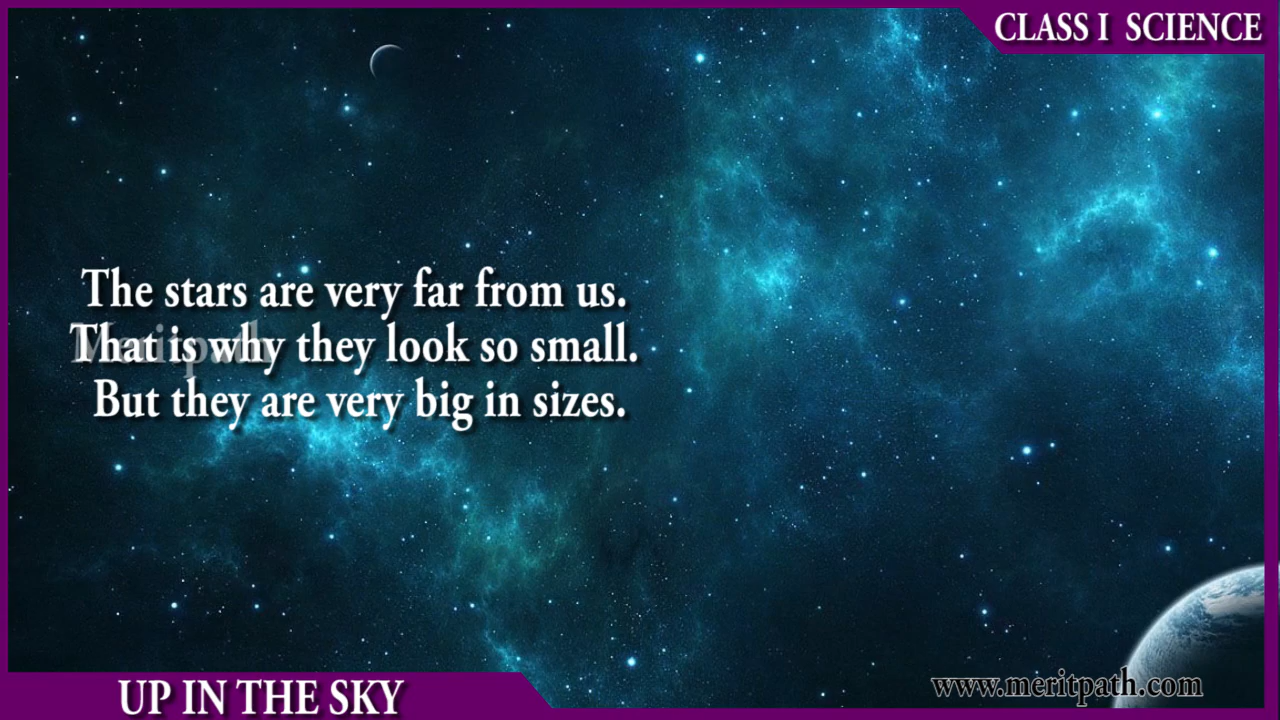 CLASS I SCIENCE
The stars are very far from us.
That is why they look so small.
Meritpath
But they are very big in sizes.
www.meritpath.com
UP IN THE SKY